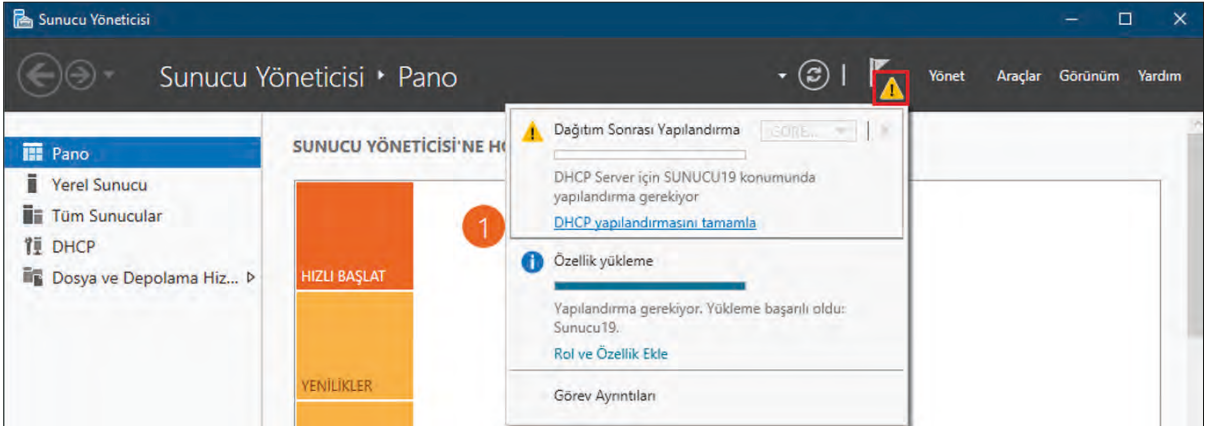 Sunucu Yöneticisi
Sunucu Yöneticisi ‣ Pano
Yönet Araçlar Görünüm Yardım
Pano
Yerel Sunucu
Tüm Sunucular
DHCP
Dosya ve Depolama Hiz...
SUNUCU YÖNETİCİSİ'NE
HIZLI BAŞLAT
YENİLİKLER
1
Dağıtım Sonrası Yapılandırma GÖRE...
DHCP Server için SUNUCU19 konumunda
yapılandırma gerekiyor
DHCP yapılandırmasını tamamla
Özellik yükleme
Yapılandırma gerekiyor. Yükleme başarılı oldu:
Sunucu19.
Rol ve Özellik Ekle
Görev Ayrıntıları